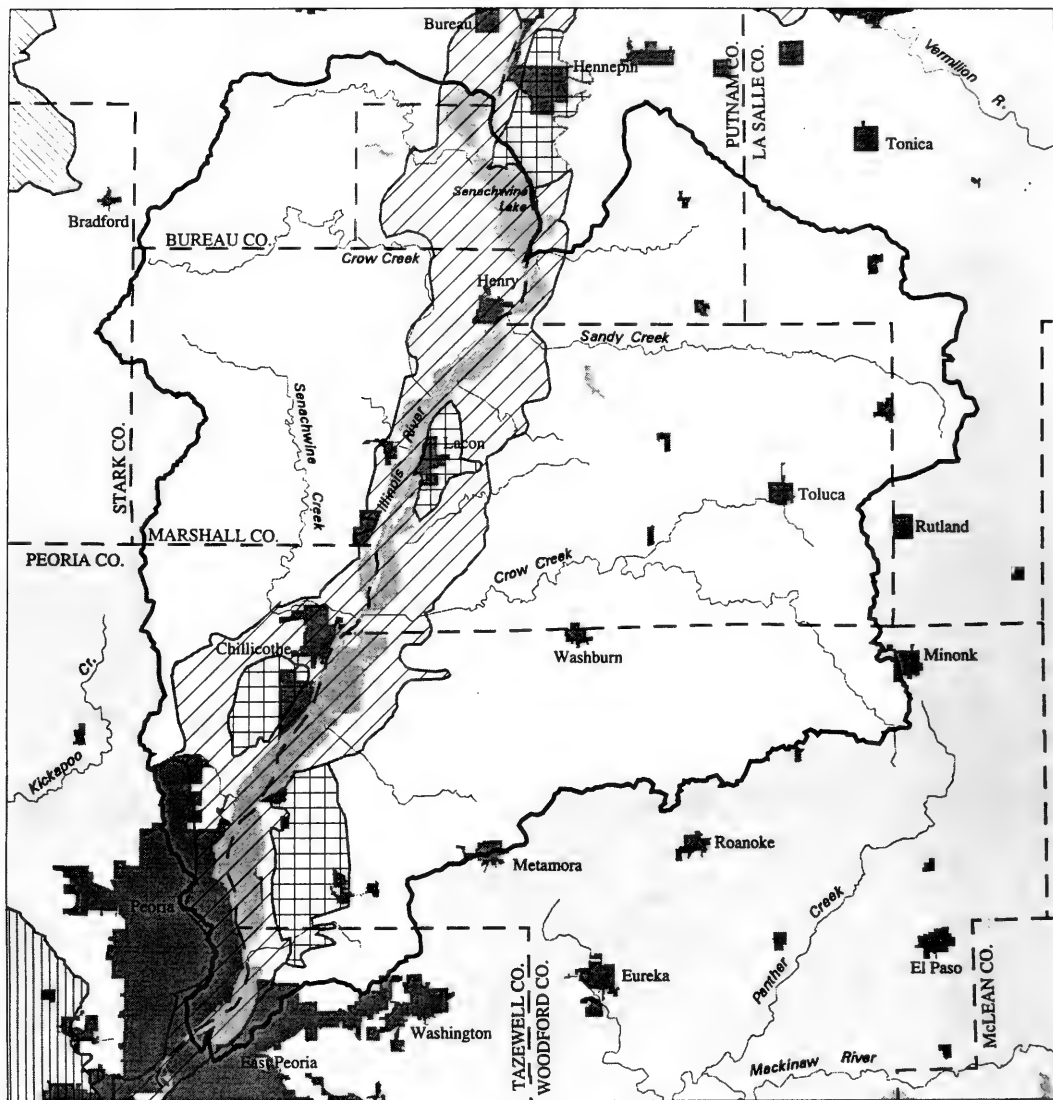 Bureau
Hennepin
Vermilion
R.
PUTNAM CO.
LA SALLE CO.
Tonica
Bradford
Senachwine
Lake
BUREAU CO.
Crow Creek
Henry
Sandy Creek
Senachwine
Creek
River
Illinois
Lacon
STARK CO.
Toluca
Rutland
MARSHALL CO.
PEORIA CO.
Crow Creek
Chillicothe
Washburn
Minonk
Cr.
Kickapoo
Metamora
Roanoke
Peoria
Creek
Panther
El Paso
Eureka
Washington
TAZEWELL CO.
WOODFORD CO.
McLEAN CO.
East Peoria
Mackinaw River